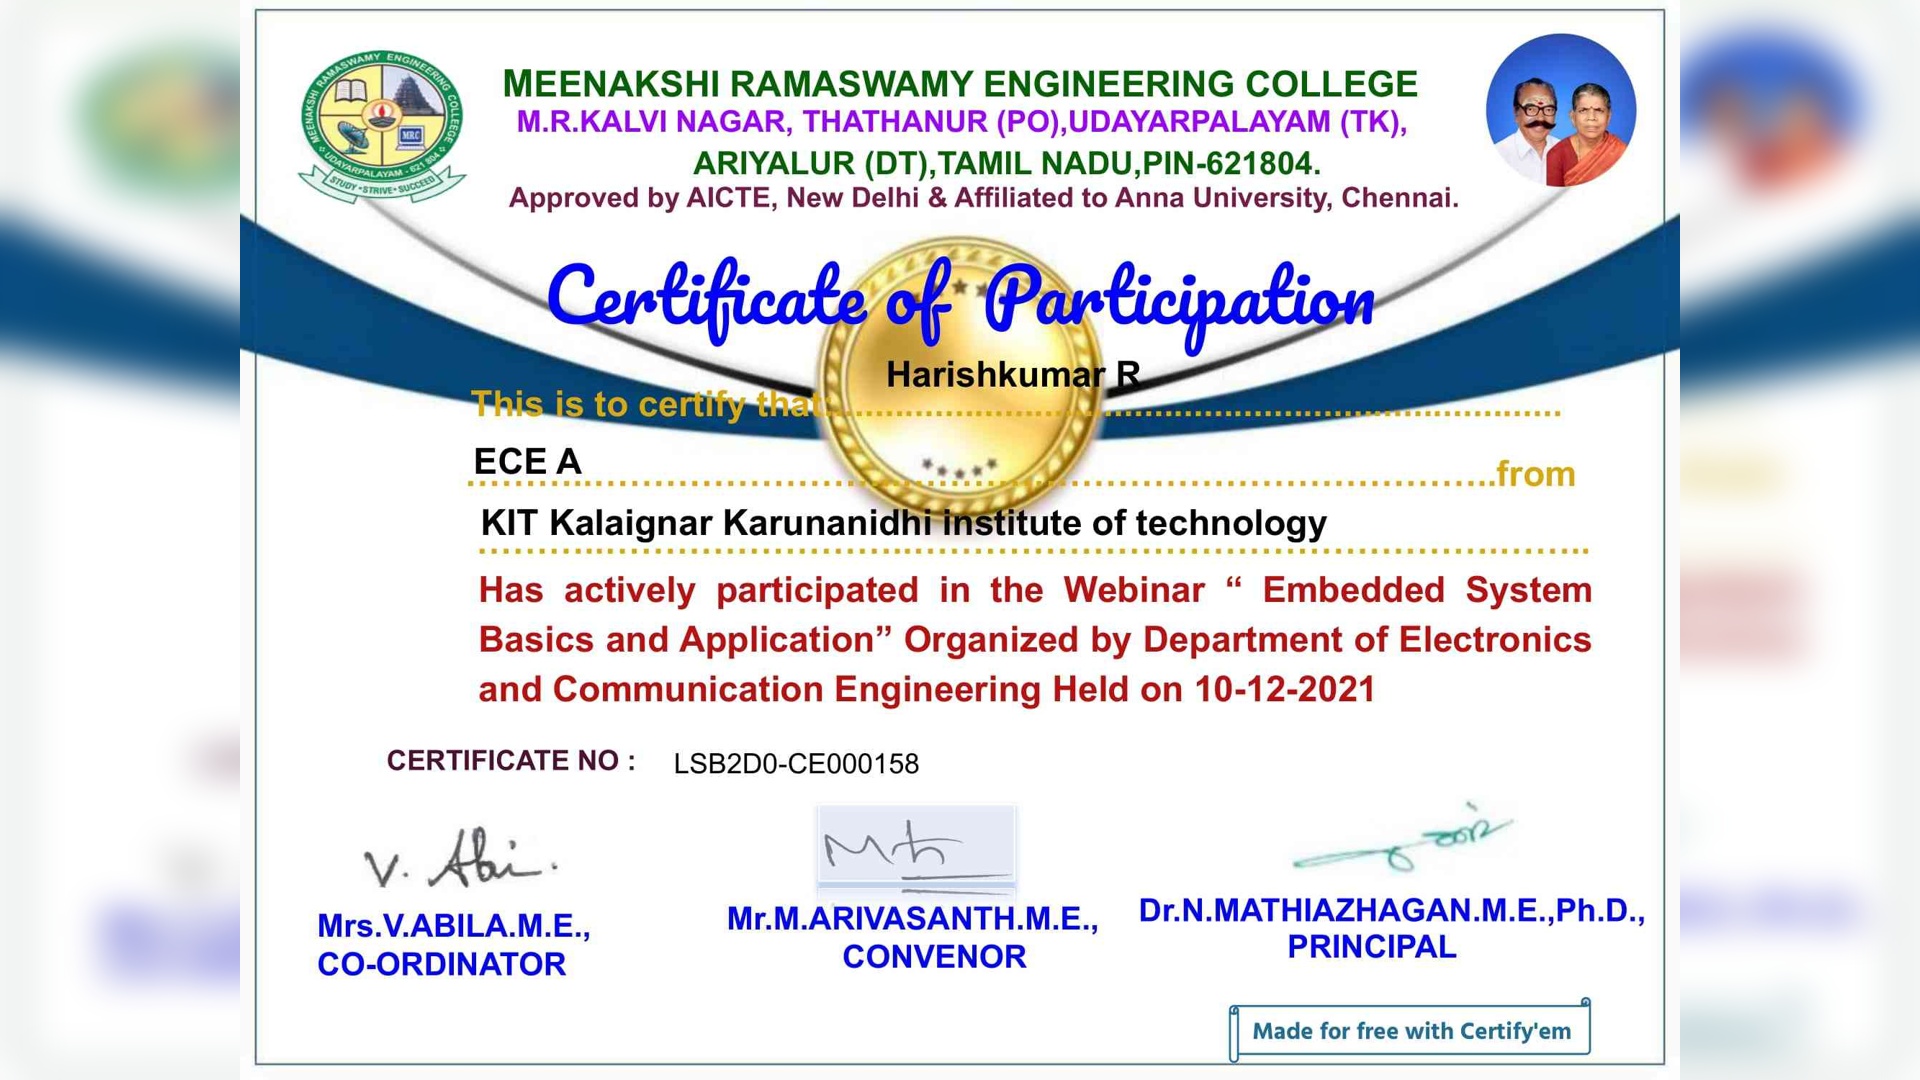 MEENAKSHI RAMASWAMY ENGINEERING COLLEGE
UDAYARPALAYAM - 621 804
MRC
STUDY • STRIVE • SUCCEED
MEENAKSHI RAMASWAMY ENGINEERING COLLEGE
M.R.KALVI NAGAR, THATHANUR (PO),UDAYARPALAYAM (TK),
ARIYALUR (DT),TAMIL NADU,PIN-621804.
Approved by AICTE, New Delhi & Affiliated to Anna University, Chennai.
Certificate of Participation
Harishkumar R
This is to certify that:
ECE A
from
KIT Kalaignar Karunanidhi institute of technology
Has actively participated in the Webinar “ Embedded System
Basics and Application” Organized by Department of Electronics
and Communication Engineering Held on 10-12-2021
CERTIFICATE NO : LSB2D0-CE000158
V. Abi.
Mrs.V.ABILA.M.E.,
CO-ORDINATOR
Mr.M.ARIVASANTH.M.E.,
CONVENOR
Dr.N.MATHIAZHAGAN.M.E.,Ph.D.,
PRINCIPAL
Made for free with Certify'em